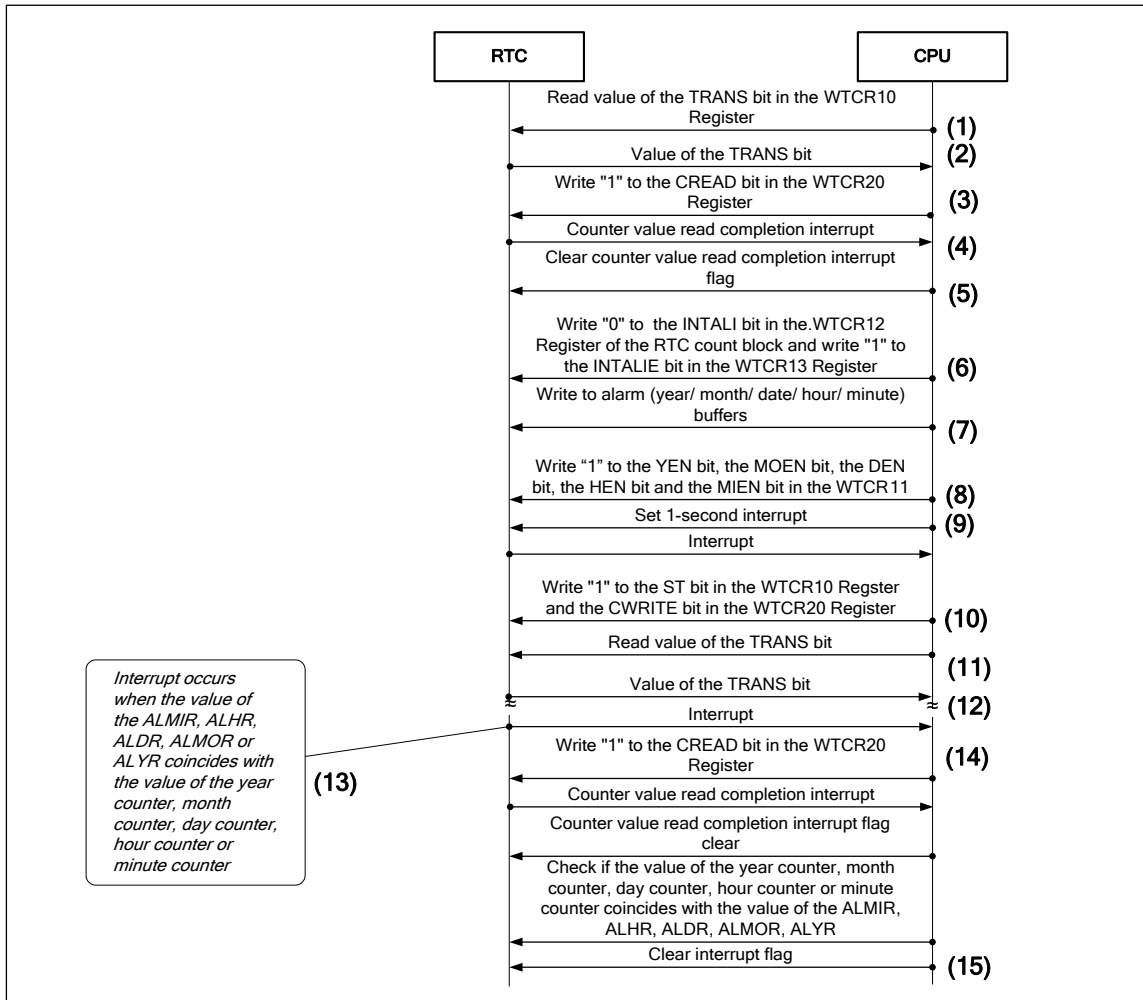 RTC
CPU
Read value of the TRANS bit in the WTCR10
Register
(1)
Value of the TRANS bit
(2)
Write "1" to the CREAD bit in the WTCR20
Register
(3)
Counter value read completion interrupt
(4)
Clear counter value read completion interrupt
flag
(5)
Write "0" to  the INTALI bit in the.WTCR12
Register of the RTC count block and write "1" to
the INTALIE bit in the WTCR13 Register
(6)
Write to alarm (year/ month/ date/ hour/ minute)
buffers
(7)
Write “1” to the YEN bit, the MOEN bit, the DEN
bit, the HEN bit and the MIEN bit in the WTCR11
(8)
Set 1-second interrupt
(9)
Interrupt
Write "1" to the ST bit in the WTCR10 Regster
and the CWRITE bit in the WTCR20 Register
(10)
Read value of the TRANS bit
(11)
Value of the TRANS bit
(12)
Interrupt
Interrupt occurs
when the value of
the ALMIR, ALHR,
ALDR, ALMOR or
ALYR coincides with
the value of the year
counter, month
counter, day counter,
hour counter or
minute counter
(13)
Write "1" to the CREAD bit in the WTCR20
Register
(14)
Counter value read completion interrupt
Counter value read completion interrupt flag
clear
Check if the value of the year counter, month
counter, day counter, hour counter or minute
counter coincides with the value of the ALMIR,
ALHR, ALDR, ALMOR, ALYR
Clear interrupt flag
(15)